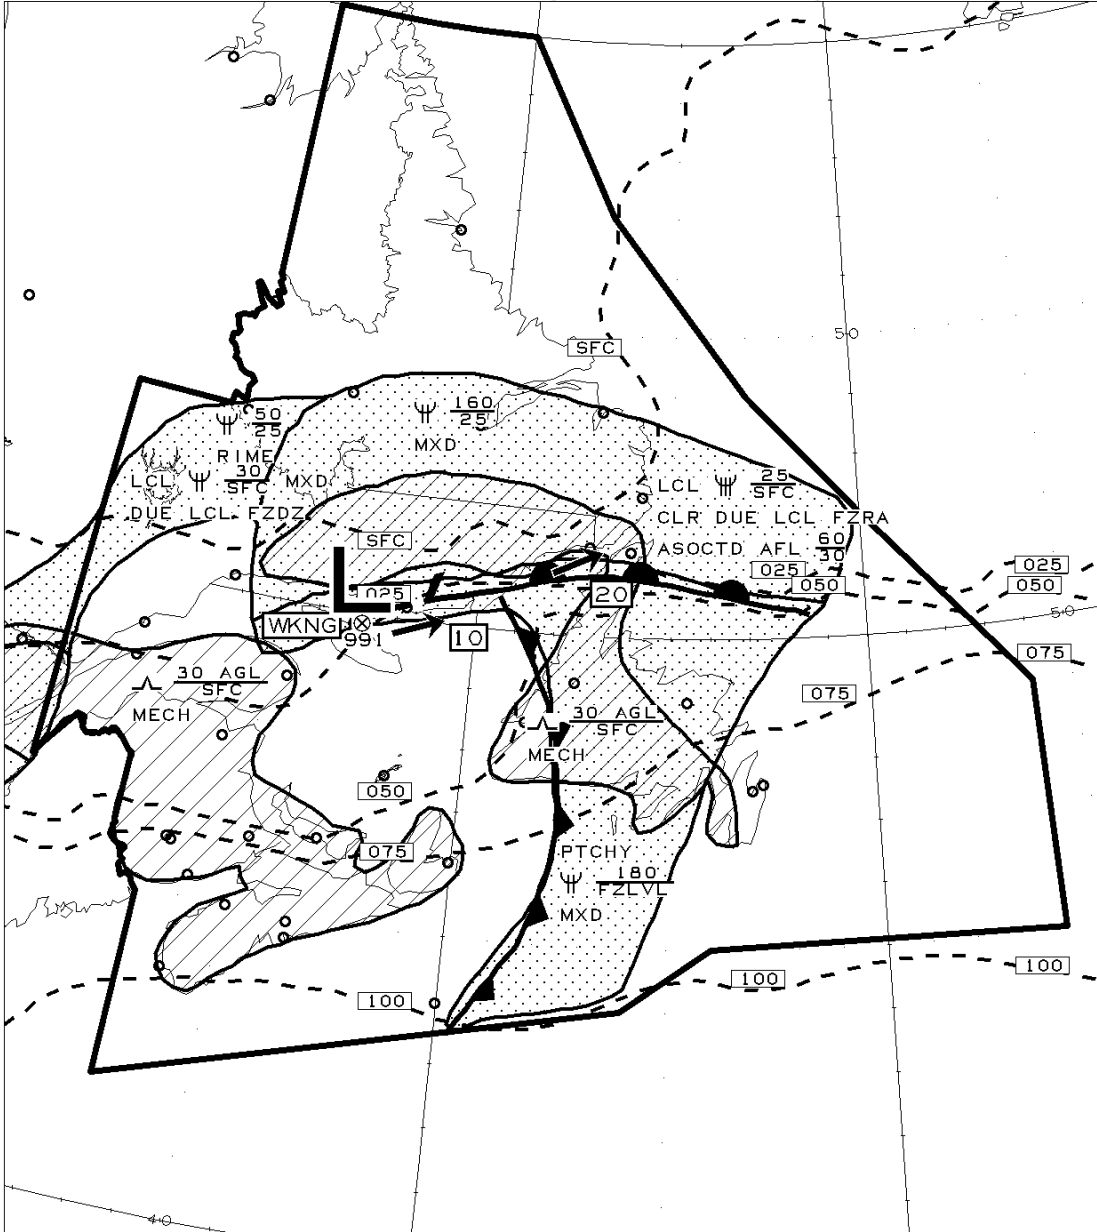 50
SFC
160
25
MXD
50
25
RIME
30
SFC
LCL
MXD
DUE LCL FZDZ
LCL
25
SFC
CLR DUE LCL FZRA
ASOCTD AFL
60
30
SFC
025
050
025
050
50
L
025
20
WKNG
991
10
075
075
30 AGL
SFC
MECH
30 AGL
SFC
MECH
050
075
PTCHY
180
FZLVL
MXD
100
100
100
40